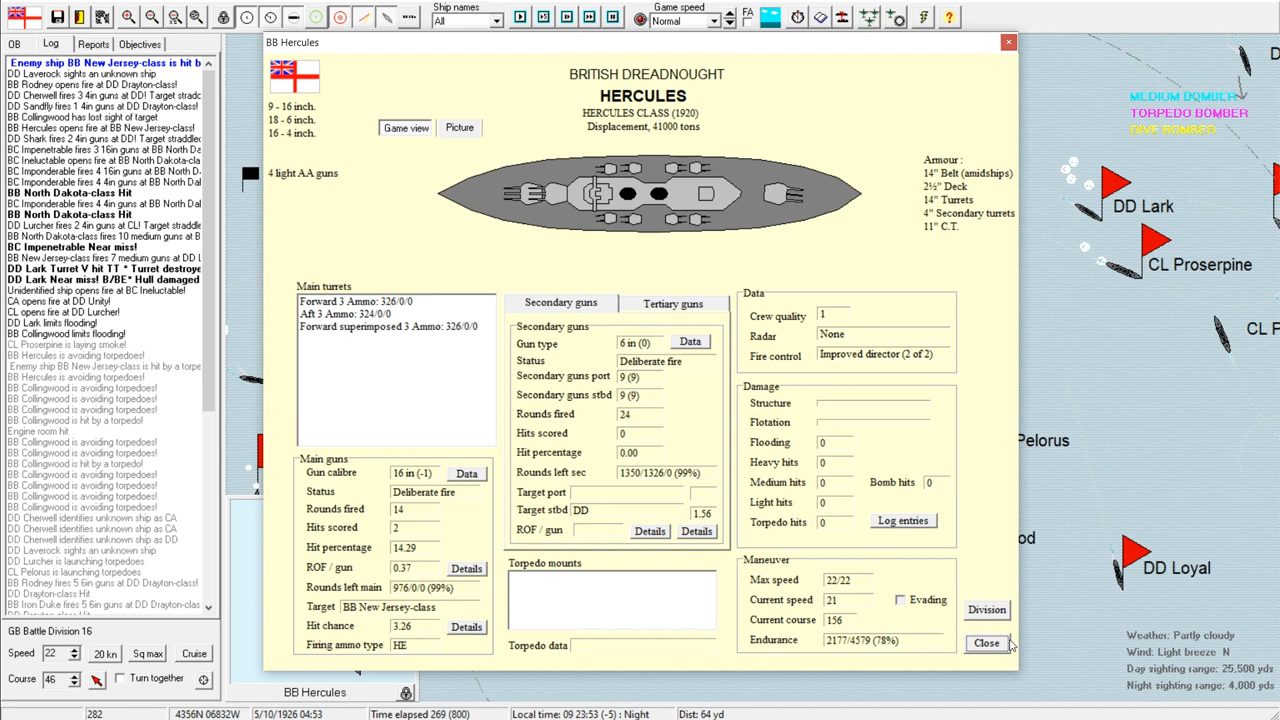 Ship names
All
Game speed
Normal
FA
OB
Log
Reports
Objectives
Enemy ship BB New Jersey-class is hit b
DD Laverock sights an unknown ship
BB Rodney opens fire at DD Drayton-class!
DD Cherwell fires 3 4in guns at DD! Target straddl
DD Sandfly fires 1 4in guns at DD Drayton-class!
BB Collingwood has lost sight of target
BB Hercules opens fire at BB New Jersey-class!
DD Shark fires 2 4in guns at DD! Target straddle
BC Impenetrable fires 3 16in guns at BB North Da
BC Ineluctable opens fire at BB North Dakota-clas
BC Imponderable fires 4 16in guns at BB North Dal
BC Imponderable fires 4 4in guns at BB North Dak
BB North Dakota-class Hit
BC Imponderable fires 4 4in guns at BB North Dak
BB North Dakota-class Hit
DD Lurcher fires 2 4in guns at CL! Target straddle
BB North Dakota-class fires 10 medium guns at B
BC Impenetrable Near miss!
BB New Jersey-class fires 7 medium guns at D
DD Lark Turret V hit TT * Turret destroye
DD Lark Near miss! B/BE* Hull damaged
Unidentified ship opens fire at BC Ineluctable!
CA opens fire at DD Unity!
CL opens fire at DD Lurcher!
DD Lark limits flooding!
BB Collingwood limits flooding!
CL Proserpine is laying smoke!
BB Hercules is avoiding torpedoes!
Enemy ship BB New Jersey-class is hit by a torpe
BB Hercules is avoiding torpedoes!
BB Collingwood is avoiding torpedoes!
BB Collingwood is avoiding torpedoes!
BB Collingwood is hit by a torpedo!
Engine room hit
BB Collingwood is avoiding torpedoes!
BB Collingwood is avoiding torpedoes!
BB Collingwood is hit by a torpedo!
BB Collingwood is avoiding torpedoes!
BB Collingwood is avoiding torpedoes!
BB Collingwood is avoiding torpedoes!
BB Collingwood is avoiding torpedoes!
DD Cherwell identifies unknown ship as CA
DD Cherwell identifies unknown ship as CA
DD Cherwell identifies unknown ship as DD
DD Laverock sights an unknown ship
DD Lurcher is launching torpedoes
CL Pelorus is launching torpedoes
BB Rodney fires 5 6in guns at DD Drayton-class!
DD Drayton-class Hit
BB Iron Duke fires 5 6in guns at DD Drayton-clas
GB Battle Division 16
Speed 22 20 kn Sq max Cruise
Course 46 Turn together
BB Hercules
BRITISH DREADNOUGHT
HERCULES
HERCULES CLASS (1920)
Displacement, 41000 tons
9 - 16 inch.
18 - 6 inch.
16 - 4 inch.
Game view
Picture
4 light AA guns
Armour :
14" Belt (amidships)
2½" Deck
14" Turrets
4" Secondary turrets
11" C.T.
Main turrets
Forward 3 Ammo: 326/0/0
Aft 3 Ammo: 324/0/0
Forward superimposed 3 Ammo: 326/0/0
Main guns
Gun calibre 16 in (-1) Data
Status Deliberate fire
Rounds fired 14
Hits scored 2
Hit percentage 14.29
ROF / gun 0.37 Details
Rounds left main 976/0/0 (99%)
Target BB New Jersey-class
Hit chance 3.26 Details
Firing ammo type HE
Secondary guns
Tertiary guns
Secondary guns
Gun type 6 in (0) Data
Status Deliberate fire
Secondary guns port 9 (9)
Secondary guns stbd 9 (9)
Rounds fired 24
Hits scored 0
Hit percentage 0.00
Rounds left sec 1350/1326/0 (99%)
Target port
Target stbd DD 1.56
ROF / gun Details Details
Torpedo mounts
Torpedo data
Data
Crew quality 1
Radar None
Fire control Improved director (2 of 2)
Damage
Structure
Flotation
Flooding 0
Heavy hits 0
Medium hits 0 Bomb hits 0
Light hits 0
Torpedo hits 0 Log entries
Maneuver
Max speed 22/22
Current speed 21 Evading
Current course 156
Endurance 2177/4579 (78%)
Division
Close
MEDIUM BOMBER
TORPEDO BOMBER
DIVE BOMBER
DD Lark
CL Proserpine
CL P
Pelorus
od
DD Loyal
Weather: Partly cloudy
Wind: Light breeze N
Day sighting range: 25,500 yds
Night sighting range: 4,000 yds
BB Hercules
282
4356N 06832W
5/10/1926 04:53
Time elapsed 269 (800)
Local time: 09 23:53 (-5) : Night
Dist: 64 yd